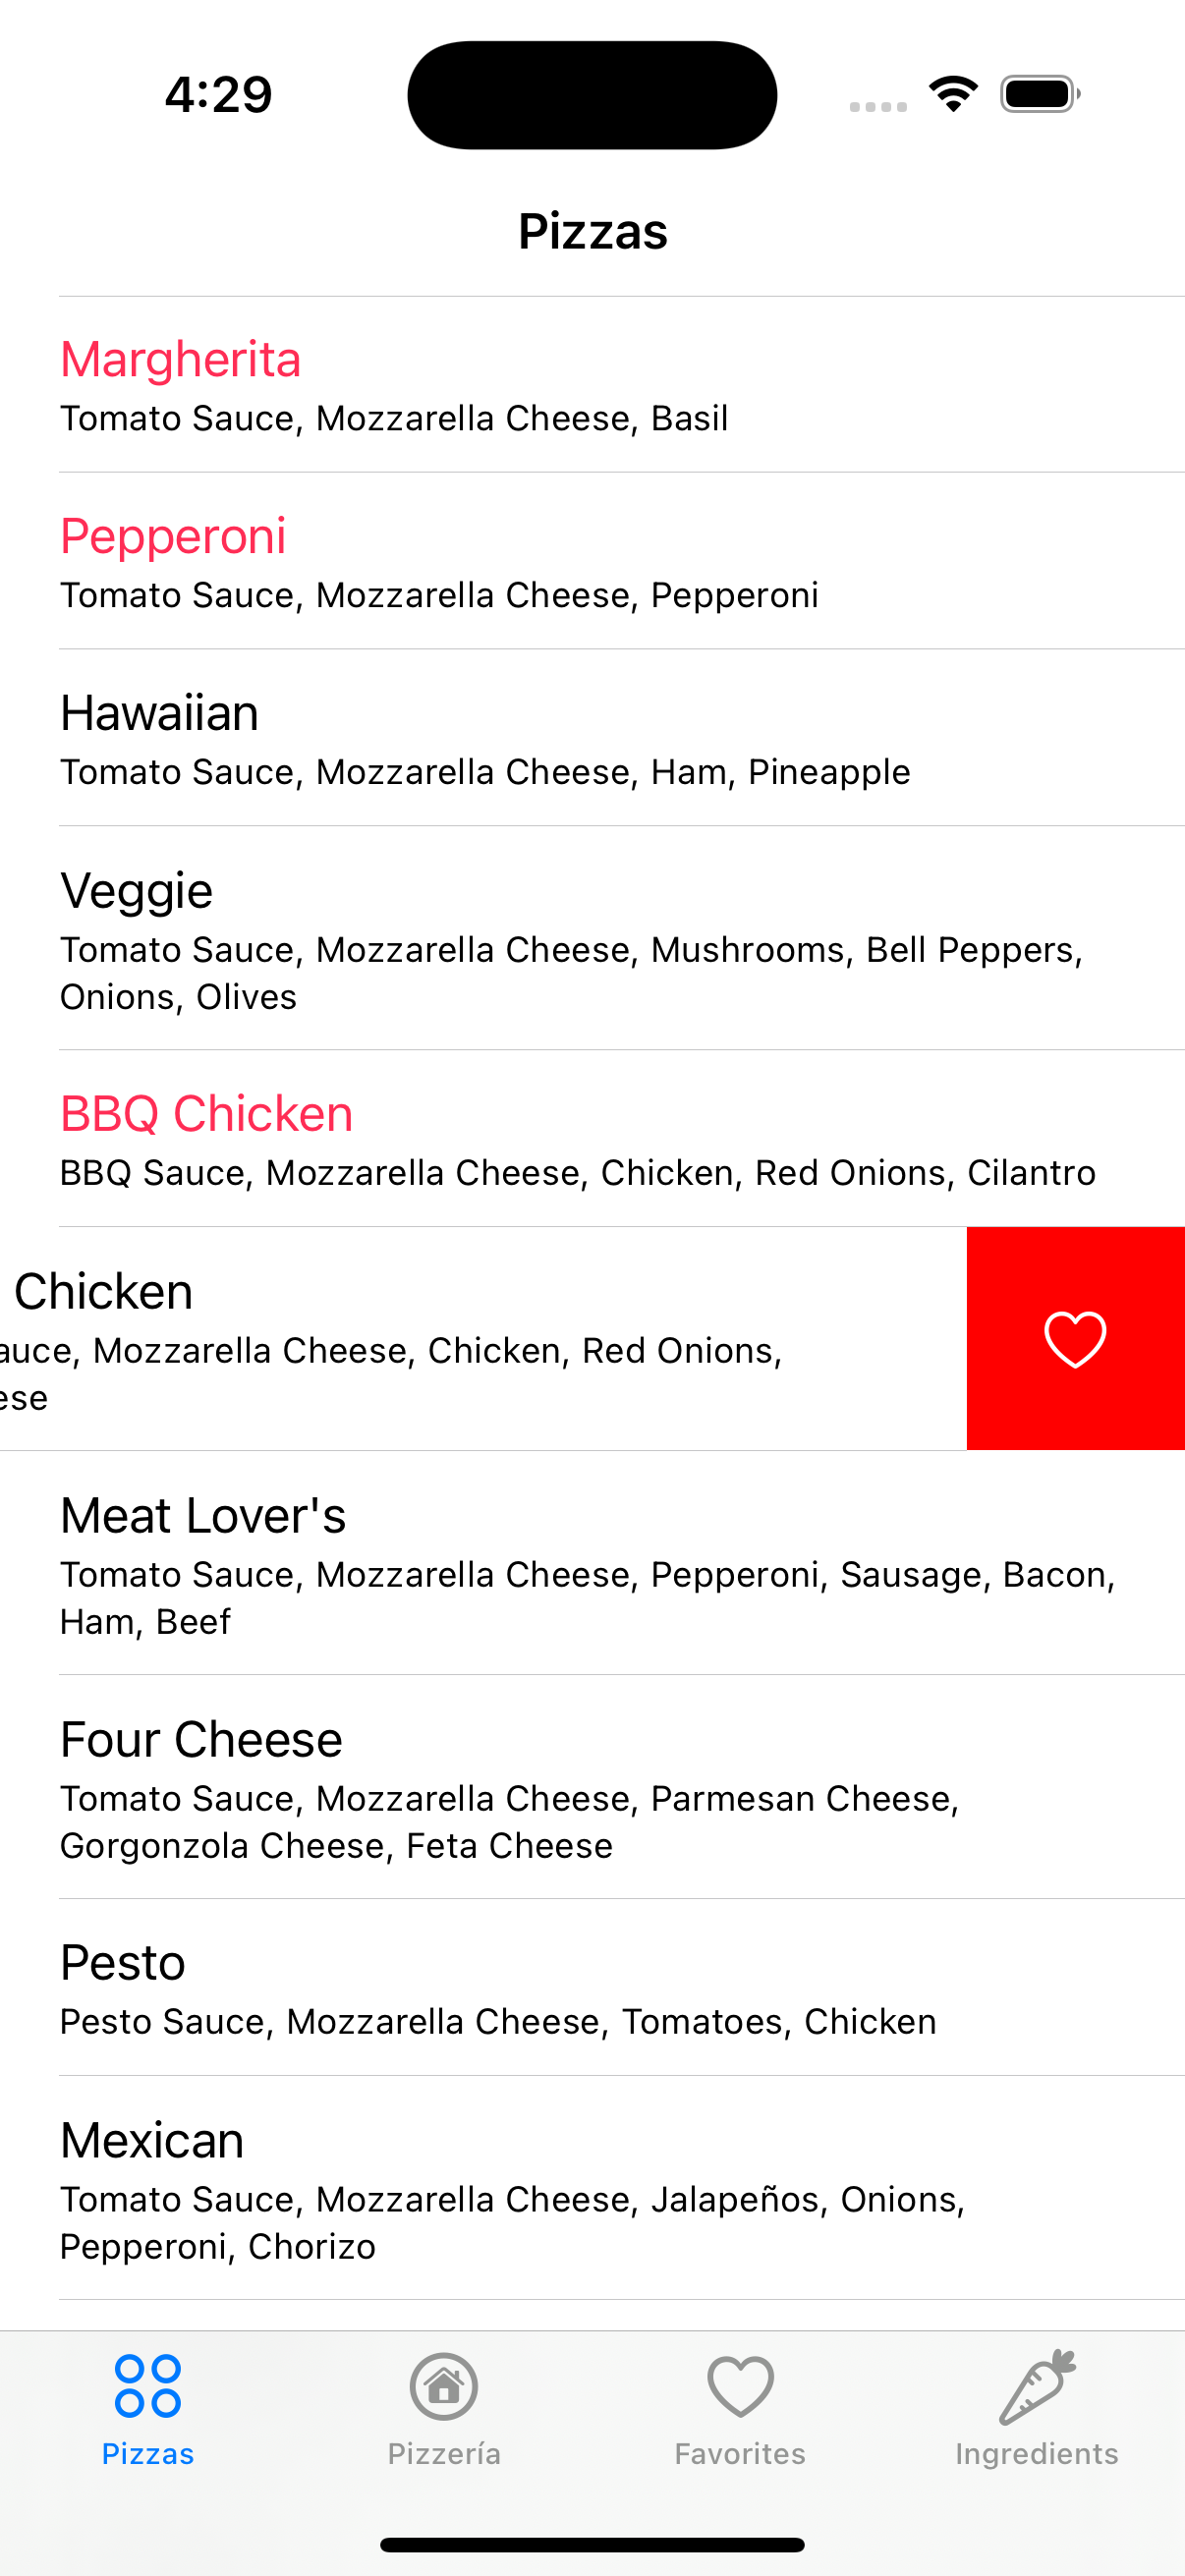 4:29
Pizzas
Margherita
Tomato Sauce, Mozzarella Cheese, Basil
Pepperoni
Tomato Sauce, Mozzarella Cheese, Pepperoni
Hawaiian
Tomato Sauce, Mozzarella Cheese, Ham, Pineapple
Veggie
Tomato Sauce, Mozzarella Cheese, Mushrooms, Bell Peppers,
Onions, Olives
BBQ Chicken
BBQ Sauce, Mozzarella Cheese, Chicken, Red Onions, Cilantro
Chicken
Mozzarella Cheese, Chicken, Red Onions,
Meat Lover's
Tomato Sauce, Mozzarella Cheese, Pepperoni, Sausage, Bacon,
Ham, Beef
Four Cheese
Tomato Sauce, Mozzarella Cheese, Parmesan Cheese,
Gorgonzola Cheese, Feta Cheese
Pesto
Pesto Sauce, Mozzarella Cheese, Tomatoes, Chicken
Mexican
Tomato Sauce, Mozzarella Cheese, Jalapeños, Onions,
Pepperoni, Chorizo
Pizzas
Pizzería
Favorites
Ingredients